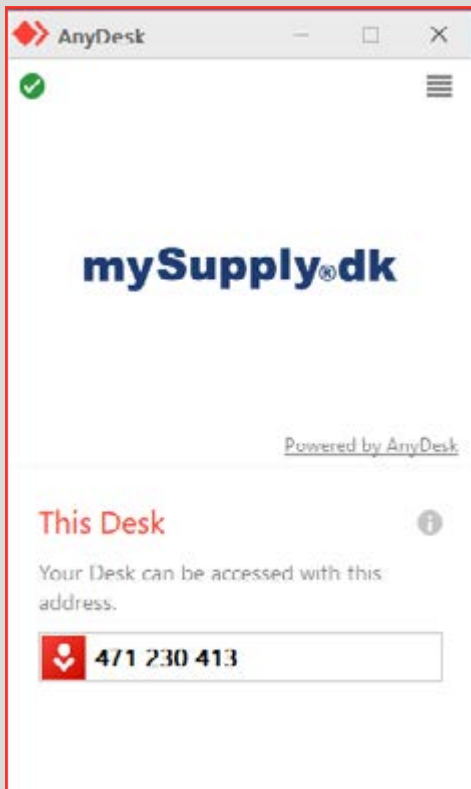 AnyDesk
mySupply®dk
Powered by AnyDesk
This Desk
Your Desk can be accessed with this
address.
471 230 413